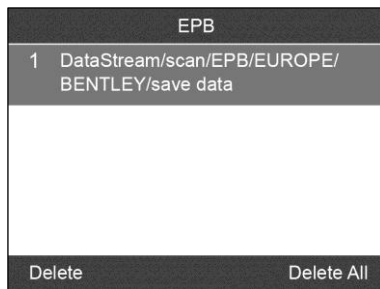 EPB
1 DataStream/scan/EPB/EUROPE/
BENTLEY/save data
Delete Delete All